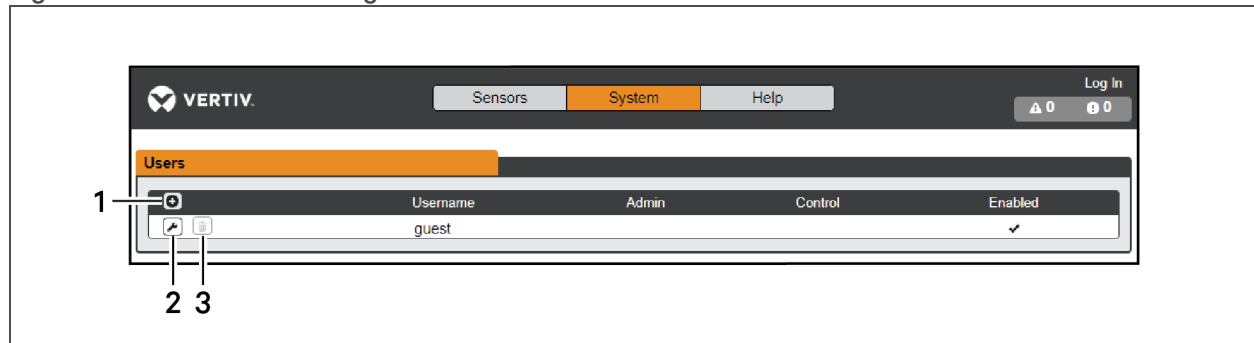 VERTIV.
Sensors System Help
Log In
0 0
Users
1
Username Admin Control Enabled
guest
2 3